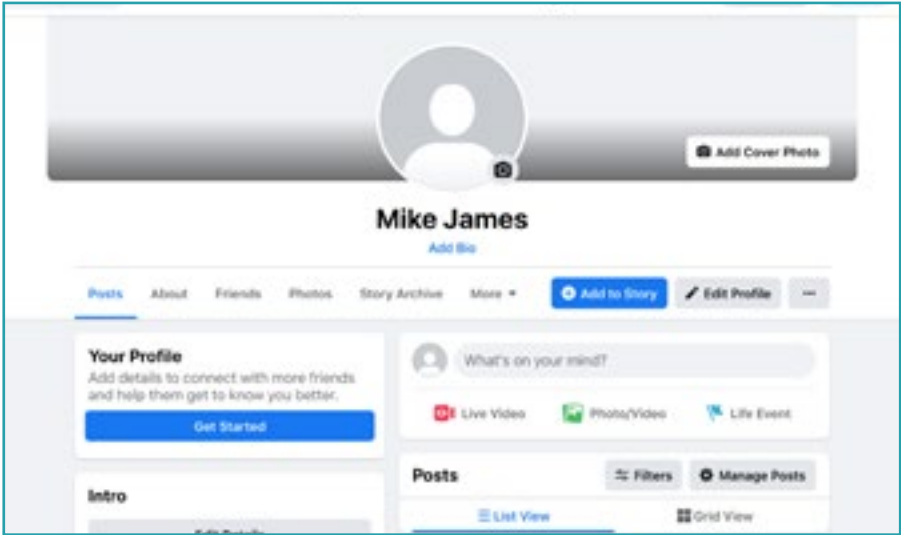 Add Cover Photo
Mike James
Add Bio
Posts About Friends Photos Story Archive More Add to Story Edit Profile ...
Your Profile
Add details to connect with more friends
and help them get to know you better.
Get Started
What's on your mind?
Live Video Photo/Video Life Event
Posts Filters Manage Posts
List View Grid View
Intro
Edit Details